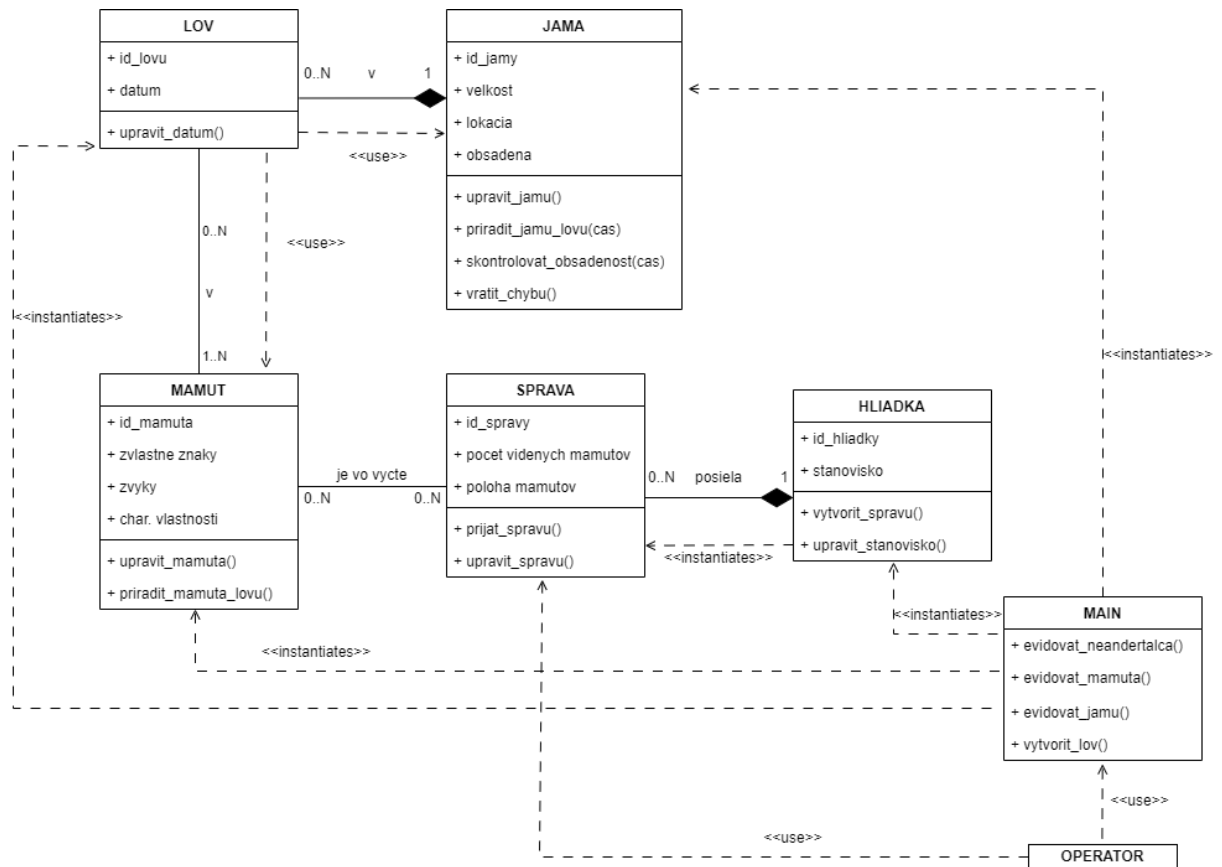 LOV
+ id_lovu
+ datum
+ upravit_datum()
0..N v 1
<<use>>
JAMA
+ id_jamy
+ velkost
+ lokacia
+ obsadena
+ upravit_jamu()
+ priradit_jamu_lovu(cas)
+ skontrolovat_obsadenost(cas)
+ vratit_chybu()
0..N
<<use>>
v
<<instantiates>>
1..N
<<instantiates>>
MAMUT
+ id_mamuta
+ zvlastne znaky
+ zvyky
+ char. vlastnosti
+ upravit_mamuta()
+ priradit_mamuta_lovu()
je vo vycte
0..N 0..N
SPRAVA
+ id_spravy
+ pocet videnych mamutov
+ poloha mamutov
+ prijat_spravu()
+ upravit_spravu()
0..N posiela 1
<<instantiates>>
HLIADKA
+ id_hliadky
+ stanovisko
+ vytvorit_spravu()
+ upravit_stanovisko()
<<instantiates>>
<<instantiates>>
MAIN
+ evidovat_neandertalca()
+ evidovat_mamuta()
+ evidovat_jamu()
+ vytvorit_lov()
<<use>>
<<use>>
OPERATOR